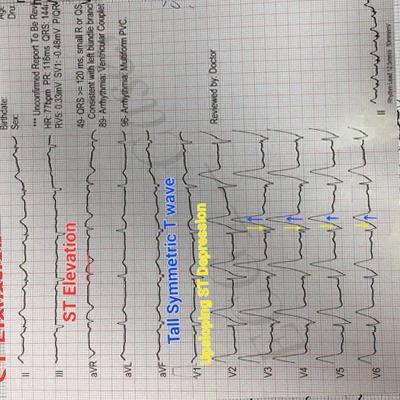 Birthdate:
Sex:
*** Unconfirmed Report To Be
HR: 77bpm PR: 116ms QRS: 144
RV5: 0.33mV SV1: -0.48mV P/QR
49- QRS >= 120 ms, small R or QS
Consistent with left bundle branc
89- Arrhythmia: Ventricular Couplet
96- Arrhythmia: Multiform PVC.
Reviewed by: Doctor
ST Elevation
Tall Symmetric T wave
Upsloping ST Depression
II
III
aVR
aVL
aVF
V1
V2
V3
V4
V5
V6
II
Rhythm Lead 12.5mm/s 10mm/mV